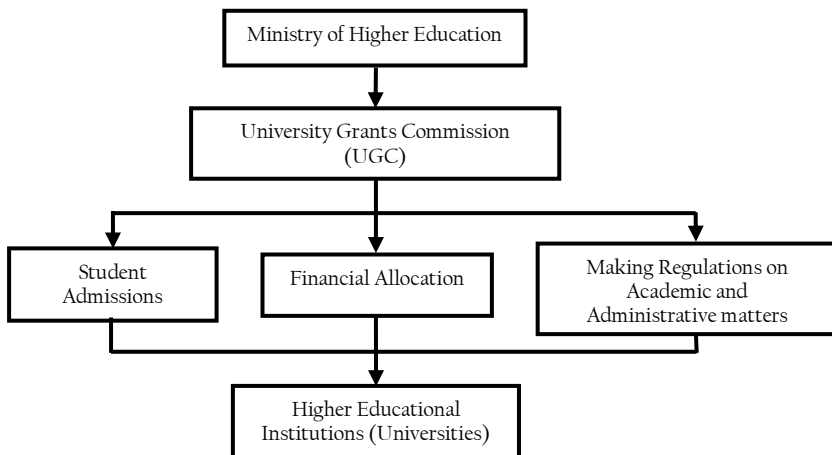 Ministry of Higher Education
University Grants Commission
(UGC)
Student
Admissions
Financial Allocation
Making Regulations on
Academic and
Administrative matters
Higher Educational
Institutions (Universities)